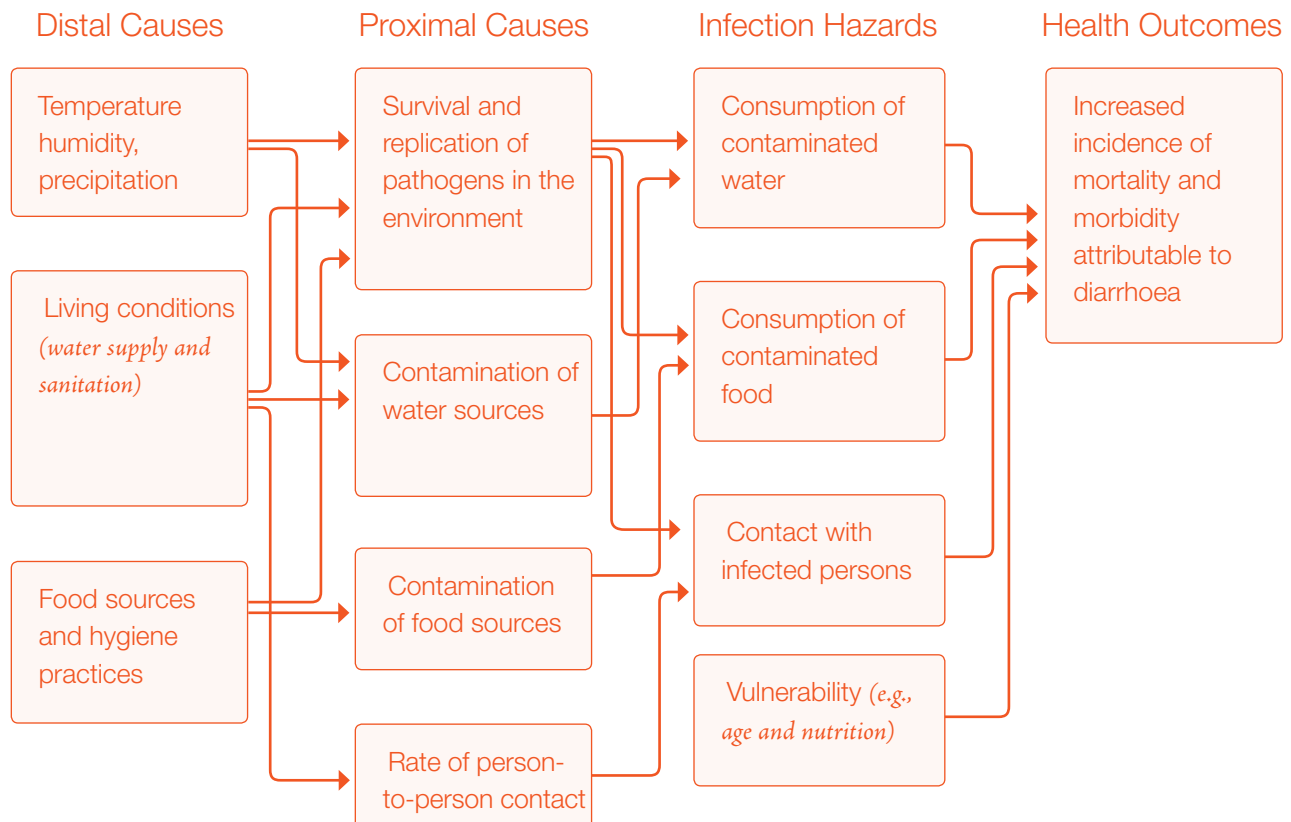 Distal Causes
Proximal Causes
Infection Hazards
Health Outcomes
Temperature
humidity,
precipitation
Living conditions
(water supply and
sanitation)
Food sources
and hygiene
practices
Survival and
replication of
pathogens in the
environment
Contamination of
water sources
Contamination
of food sources
Rate of person-
to-person contact
Consumption of
contaminated
water
Consumption of
contaminated
food
Contact with
infected persons
Vulnerability (e.g.,
age and nutrition)
Increased
incidence of
mortality and
morbidity
attributable to
diarrhoea